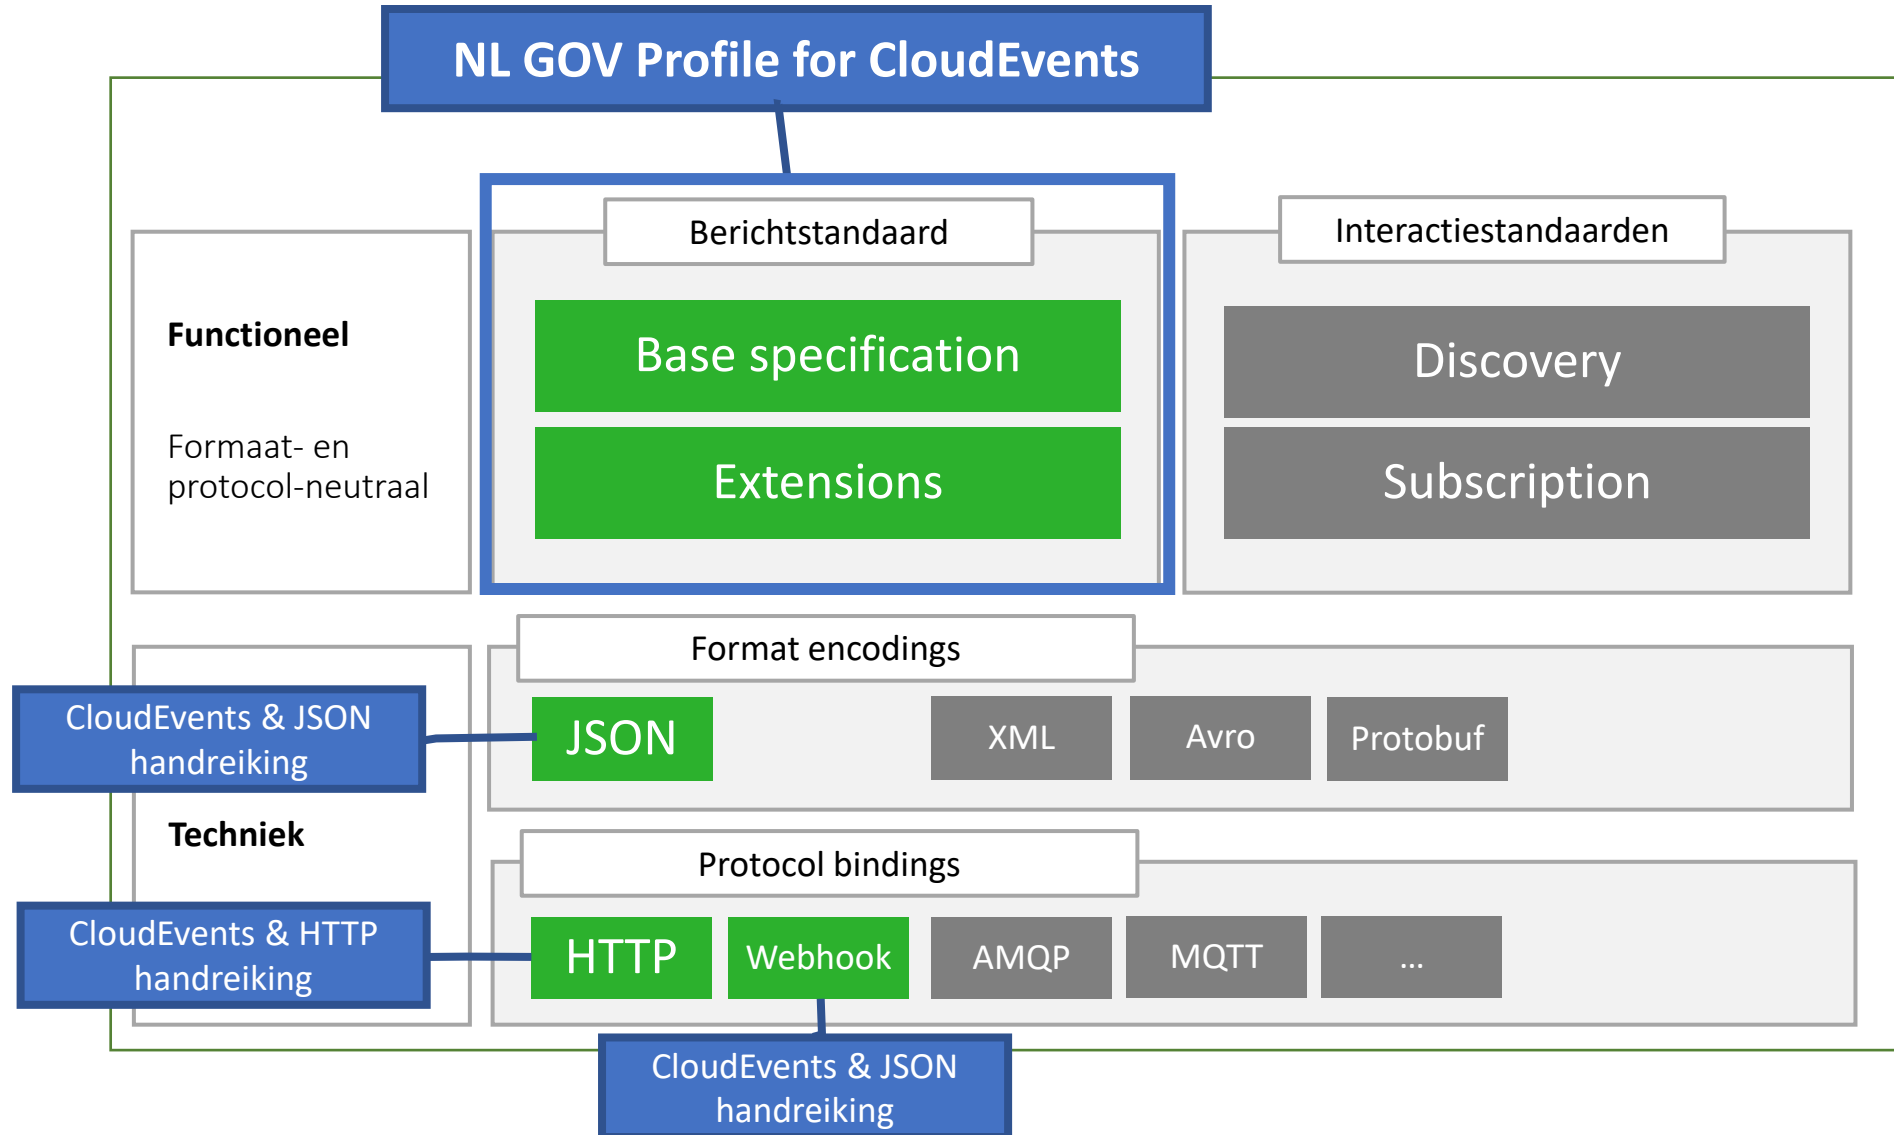 NL GOV Profile for CloudEvents
Berichtstandaard
Interactiestandaarden
Functioneel
Formaat- en
protocol-neutraal
Base specification
Extensions
Discovery
Subscription
Format encodings
CloudEvents & JSON
handreiking
JSON
XML
Avro
Protobuf
Techniek
Protocol bindings
CloudEvents & HTTP
handreiking
HTTP
Webhook
AMQP
MQTT
...
CloudEvents & JSON
handreiking